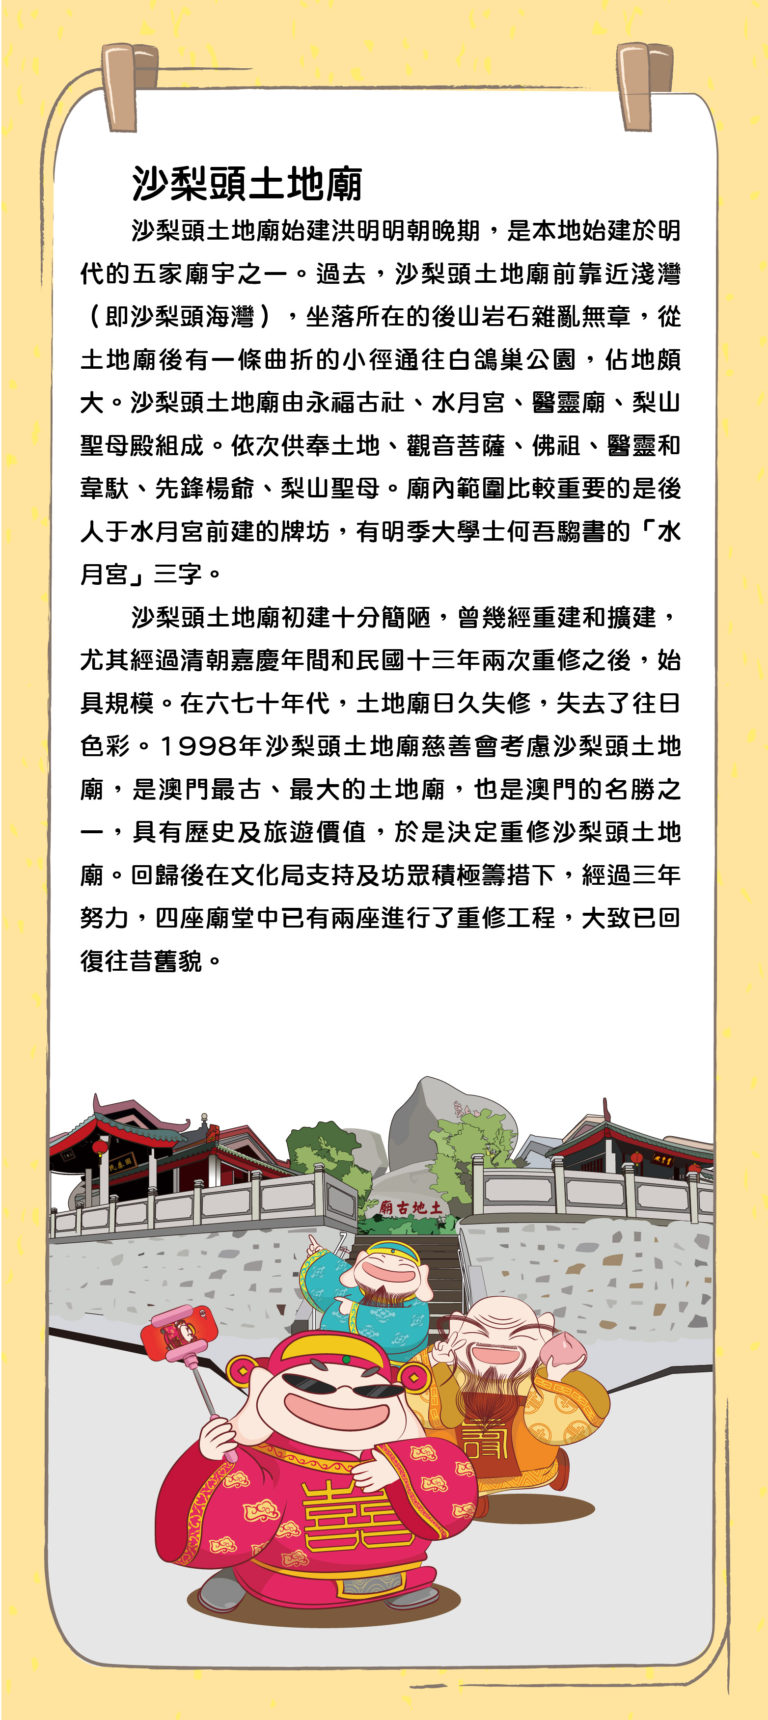 沙梨頭土地廟
沙梨頭土地廟始建洪明明朝晚期，是本地始建於明
代的五家廟宇之一。過去，沙梨頭土地廟前靠近淺灣
（即沙梨頭海灣），坐落所在的後山岩石雜亂無章，從
土地廟後有一條曲折的小徑通往白鴿巢公園，佔地頗
大。沙梨頭土地廟由永福古社、水月宮、醫靈廟、梨山
聖母殿組成。依次供奉土地、觀音菩薩、佛祖、醫靈和
韋馱、先鋒楊爺、梨山聖母。廟內範圍比較重要的是後
人于水月宮前建的牌坊，有明季大學士何吾騶書的「水
月宮」三字。
沙梨頭土地廟初建十分簡陋，曾幾經重建和擴建，
尤其經過清朝嘉慶年間和民國十三年兩次重修之後，始
具規模。在六七十年代，土地廟日久失修，失去了往日
色彩。1998年沙梨頭土地廟慈善會考慮沙梨頭土地
廟，是澳門最古、最大的土地廟，也是澳門的名勝之
一，具有歷史及旅遊價值，於是決定重修沙梨頭土地
廟。回歸後在文化局支持及坊眾積極籌措下，經過三年
努力，四座廟堂中已有兩座進行了重修工程，大致已回
復往昔舊貌。
廟古地土
壽
囍